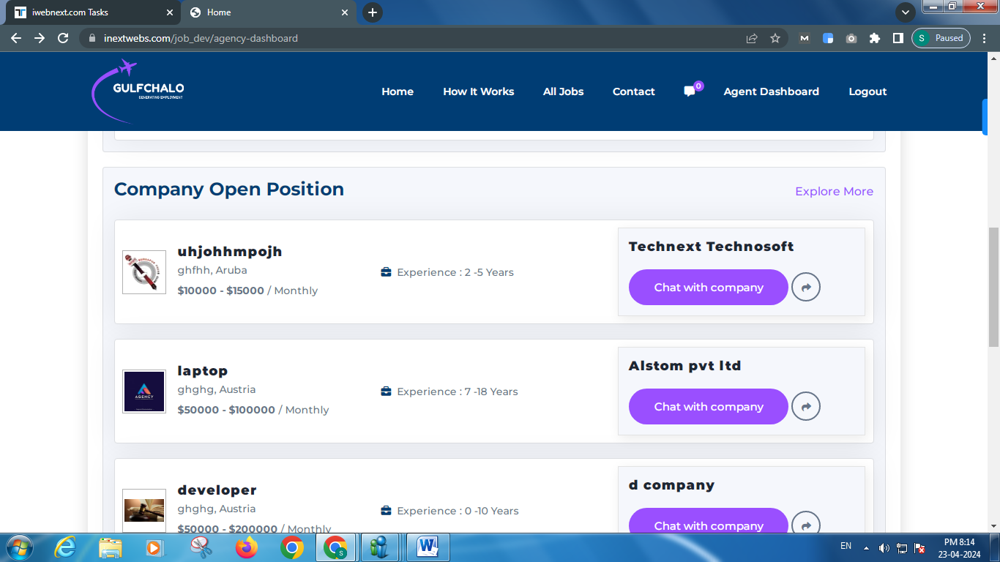 iwebnext.com Tasks
Home
inextwebs.com/job_dev/agency-dashboard
S Paused
GULFCHALO
GENERATING EMPLOYMENT
Home
How It Works
All Jobs
Contact
0
Agent Dashboard
Logout
Company Open Position
Explore More
uhjohhmpojh
ghfhh, Aruba
$10000 - $15000 / Monthly
Experience : 2 -5 Years
Technext Technosoft
Chat with company
laptop
ghghg, Austria
$50000 - $100000 / Monthly
Experience : 7 -18 Years
Alstom pvt ltd
Chat with company
AGENCY
developer
ghghg, Austria
$50000 - $200000 / Monthly
Experience : 0 -10 Years
d company
Chat with company
EN
PM 8:14
23-04-2024